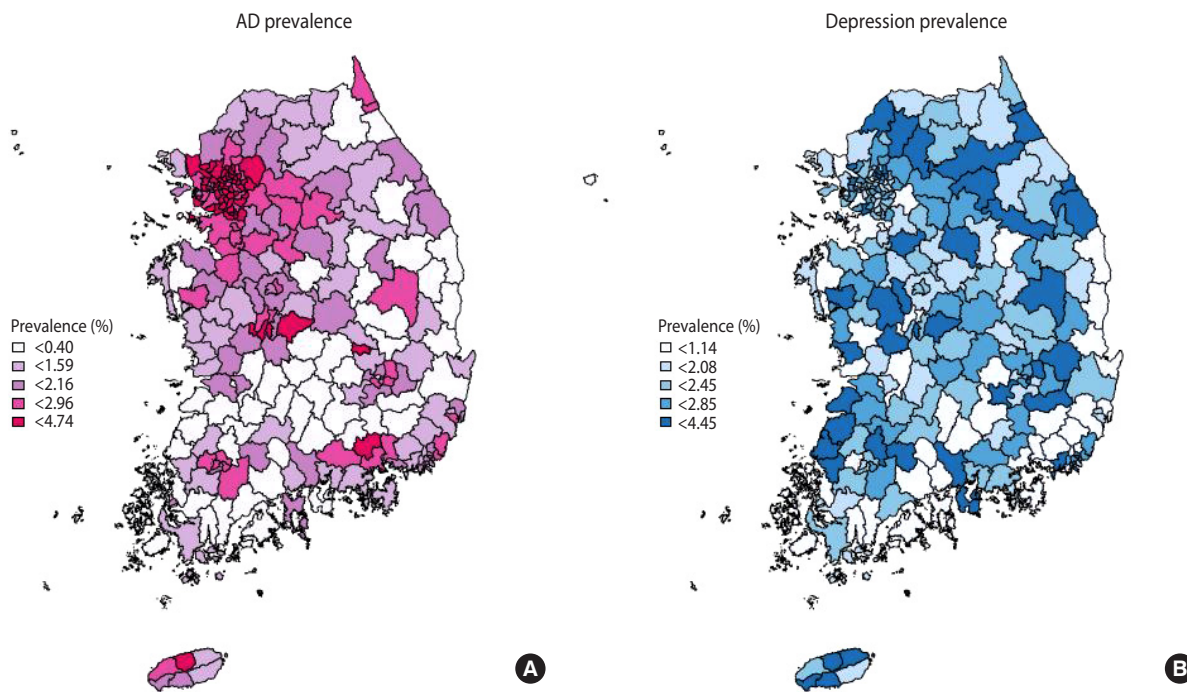 AD prevalence
Prevalence (%)
<0.40
<1.59
<2.16
<2.96
<4.74
A
Depression prevalence
Prevalence (%)
<1.14
<2.08
<2.45
<2.85
<4.45
B